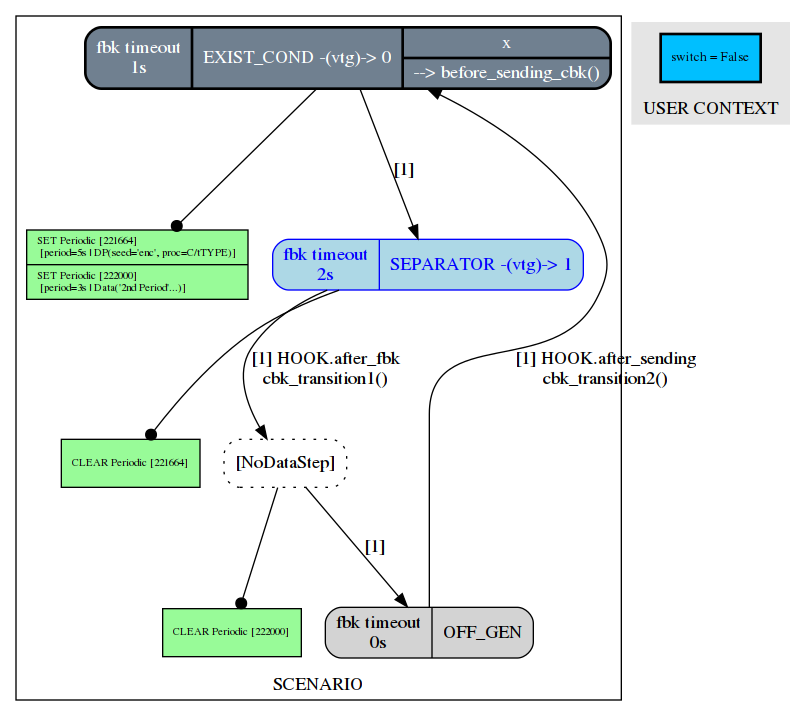 fbk timeout
1s
EXIST_COND -(vtg)-> 0
x
--> before_sending_cbk()
switch = False
USER CONTEXT
[1]
SET Periodic [221664]
[period=5s | DP(seed='enc', proc=C/tTYPE)]
SET Periodic [222000]
[period=3s | Data('2nd Period'...)]
fbk timeout
2s
SEPARATOR -(vtg)-> 1
[1] HOOK.after_fbk
cbk_transition1()
[1] HOOK.after_sending
cbk_transition2()
CLEAR Periodic [221664]
[NoDataStep]
[1]
CLEAR Periodic [222000]
fbk timeout
0s
OFF_GEN
SCENARIO